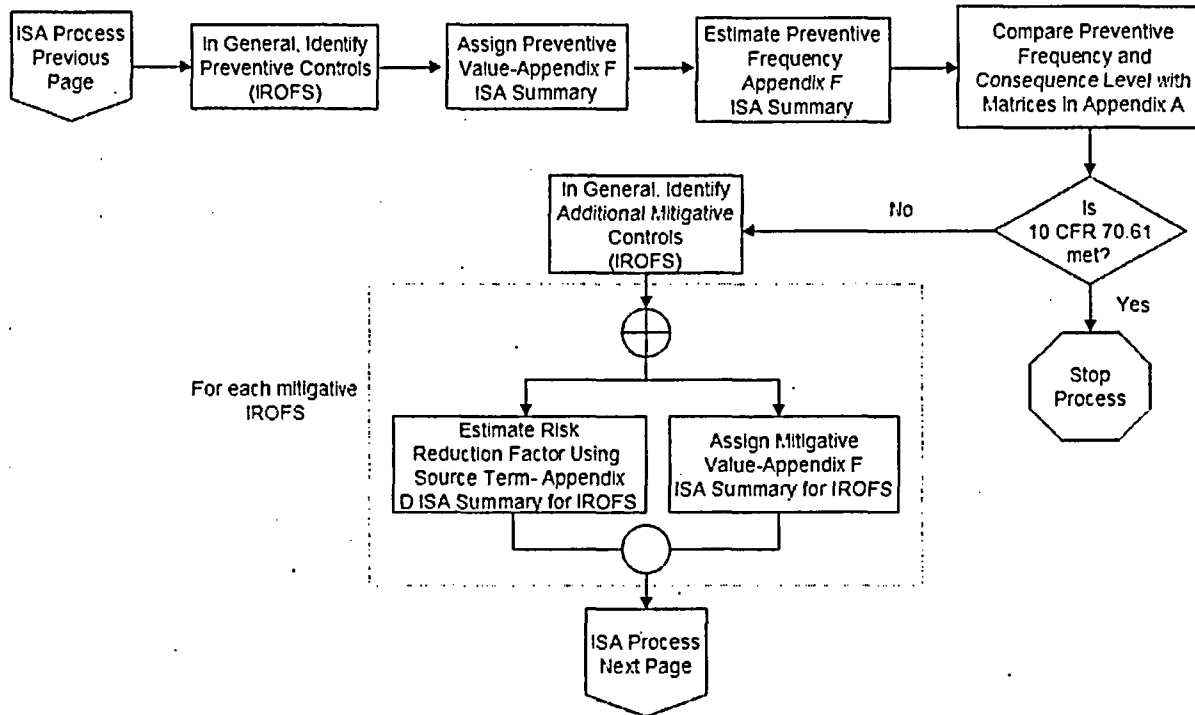 ISA Process
Previous
Page
In General, Identify
Preventive Controls
(IROFS)
Assign Preventive
Value-Appendix F
ISA Summary
Estimate Preventive
Frequency
Appendix F
ISA Summary
Compare Preventive
Frequency and
Consequence Level with
Matrices in Appendix A
Is
10 CFR 70.61
met?
No
Yes
Stop
Process
In General, Identify
Additional Mitigative
Controls
(IROFS)
For each mitigative
IROFS
Estimate Risk
Reduction Factor Using
Source Term- Appendix
D ISA Summary for IROFS
Assign Mitigative
Value-Appendix F
ISA Summary for IROFS
ISA Process
Next Page